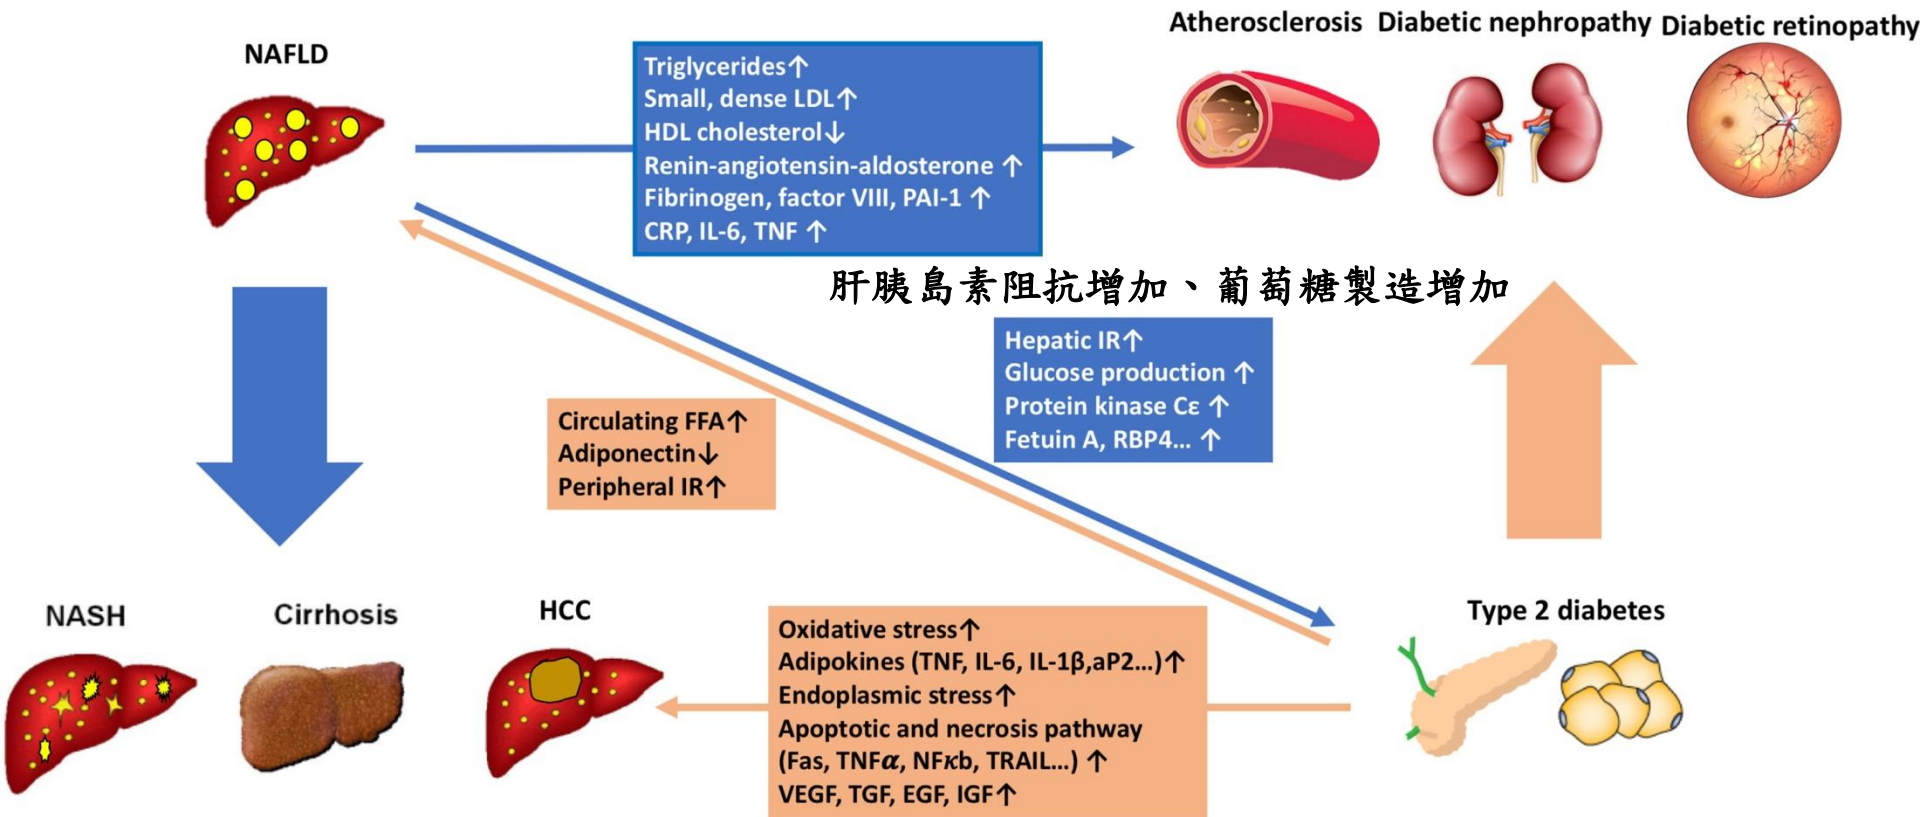 Atherosclerosis
Diabetic nephropathy
Diabetic retinopathy
NAFLD
Triglycerides↑
Small, dense LDL↑
HDL cholesterol↓
Renin-angiotensin-aldosterone ↑
Fibrinogen, factor VIII, PAI-1 ↑
CRP, IL-6, TNF ↑
肝胰島素阻抗增加、葡萄糖製造增加
Hepatic IR↑
Glucose production ↑
Protein kinase Cε ↑
Fetuin A, RBP4... ↑
Circulating FFA↑
Adiponectin↓
Peripheral IR↑
NASH
Cirrhosis
HCC
Oxidative stress↑
Adipokines (TNF, IL-6, IL-1β,aP2...)↑
Endoplasmic stress↑
Apoptotic and necrosis pathway
(Fas, TNFα, NFκb, TRAIL...) ↑
VEGF, TGF, EGF, IGF↑
Type 2 diabetes